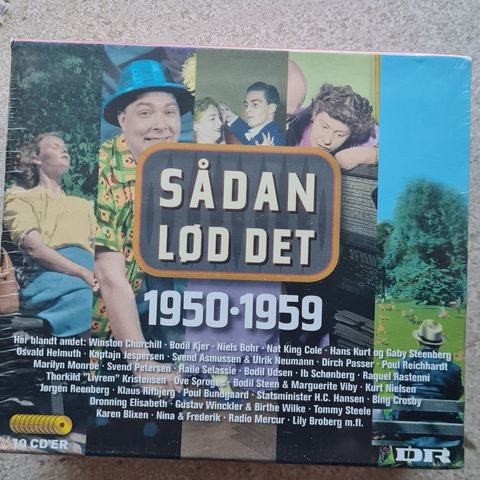 SÅDAN
LØD DET
1950·1959
Hør blandt andet: Winston Churchill · Bodil Kjer · Niels Bohr · Nat King Cole · Hans Kurt og Gaby Stenberg
Osvald Helmuth · Kaptajn Jespersen · Svend Asmussen & Ulrik Neumann · Dirch Passer · Poul Reichhardt
Marilyn Monroe · Svend Petersen · Haile Selassie · Bodil Udsen · Ib Schønberg · Raquel Rastenni
Thorkild "Livrem" Kristensen · Ove Sprogøe · Bodil Steen & Marguerite Viby · Kurt Nielsen
Jørgen Reenberg · Klaus Rifbjerg · Poul Bundgaard · Statsminister H.C. Hansen · Bing Crosby
Dronning Elisabeth · Gustav Winckler & Birthe Wilke · Tommy Steele
Karen Blixen · Nina & Frederik · Radio Mercur · Lily Broberg m.fl.
10 CD'ER
DR